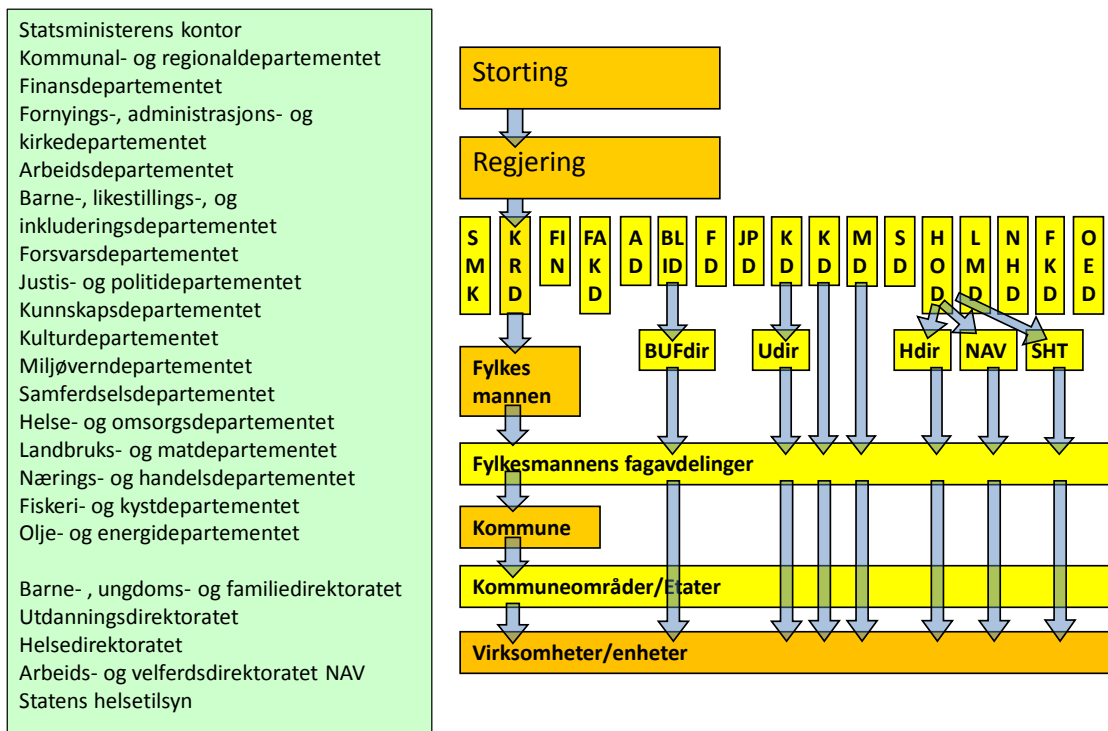 Statsministerens kontor
Kommunal- og regionaldepartementet
Finansdepartementet
Fornyings-, administrasjons- og
kirkedepartementet
Arbeidsdepartementet
Barne-, likestillings-, og
inkluderingsdepartementet
Forsvarsdepartementet
Justis- og politidepartementet
Kunnskapsdepartementet
Kulturdepartementet
Miljøverndepartementet
Samferdselsdepartementet
Helse- og omsorgsdepartementet
Landbruks- og matdepartementet
Nærings- og handelsdepartementet
Fiskeri- og kystdepartementet
Olje- og energidepartementet
Barne- , ungdoms- og familiedirektoratet
Utdanningsdirektoratet
Helsedirektoratet
Arbeids- og velferdsdirektoratet NAV
Statens helsetilsyn
Storting
Regjering
S
M
K
K
R
D
FI
N
FA
K
D
A
D
BL
ID
F
D
JP
D
K
D
K
D
M
D
S
D
H
O
D
L
M
D
N
H
D
F
K
D
O
E
D
BUFdir
Udir
Hdir
NAV
SHT
Fylkes
mannen
Fylkesmannens fagavdelinger
Kommune
Kommuneområder/Etater
Virksomheter/enheter